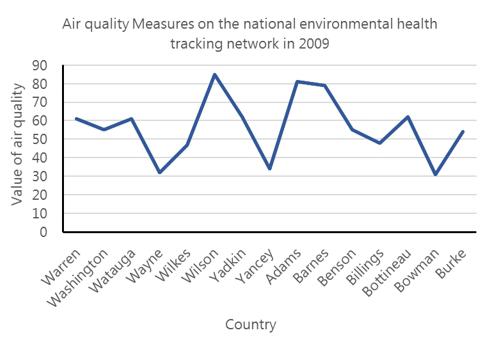 Air quality Measures on the national environmental health
tracking network in 2009
Value of air quality
90
80
70
60
50
40
30
20
10
0
Warren
Washington
Watauga
Wayne
Wilkes
Wilson
Yadkin
Yancey
Adams
Barnes
Benson
Billings
Bottineau
Bowman
Burke
Country